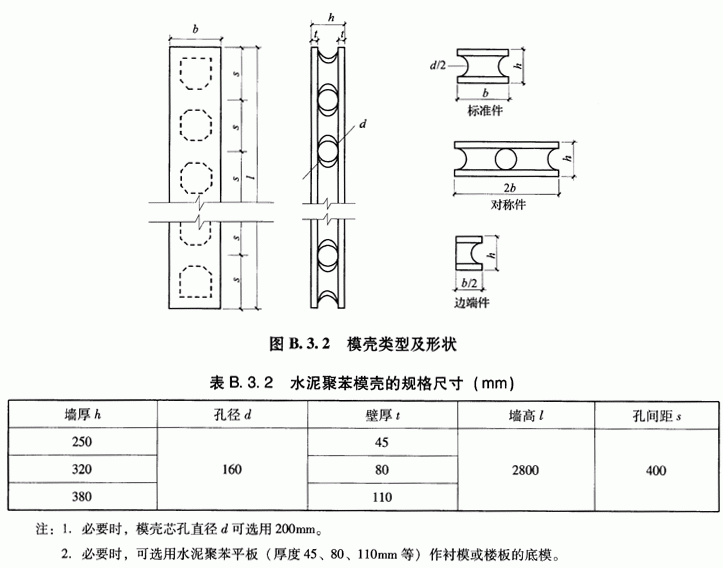 b
h
t
t
s
s
s
l
s
s
d
d/2
h
b
标准件
h
2b
对称件
h
b/2
边端件
图 B.3.2 模壳类型及形状
表 B.3.2 水泥聚苯模壳的规格尺寸 (mm)
墙厚 h 孔径 d 壁厚 t 墙高 l 孔间距 s
250 45
320 160 80 2800 400
380 110
注: 1. 必要时，模壳芯孔直径 d 可选用 200mm。
2. 必要时，可选用水泥聚苯平板（厚度 45、80、110mm 等）作衬模或楼板的底模。